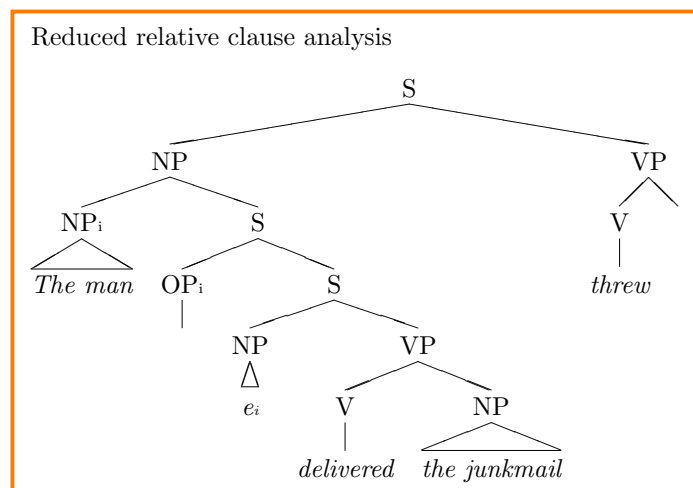 Reduced relative clause analysis
S
NP VP
NPi S V
The man OPi S threw
NP VP
ei V NP
delivered the junkmail